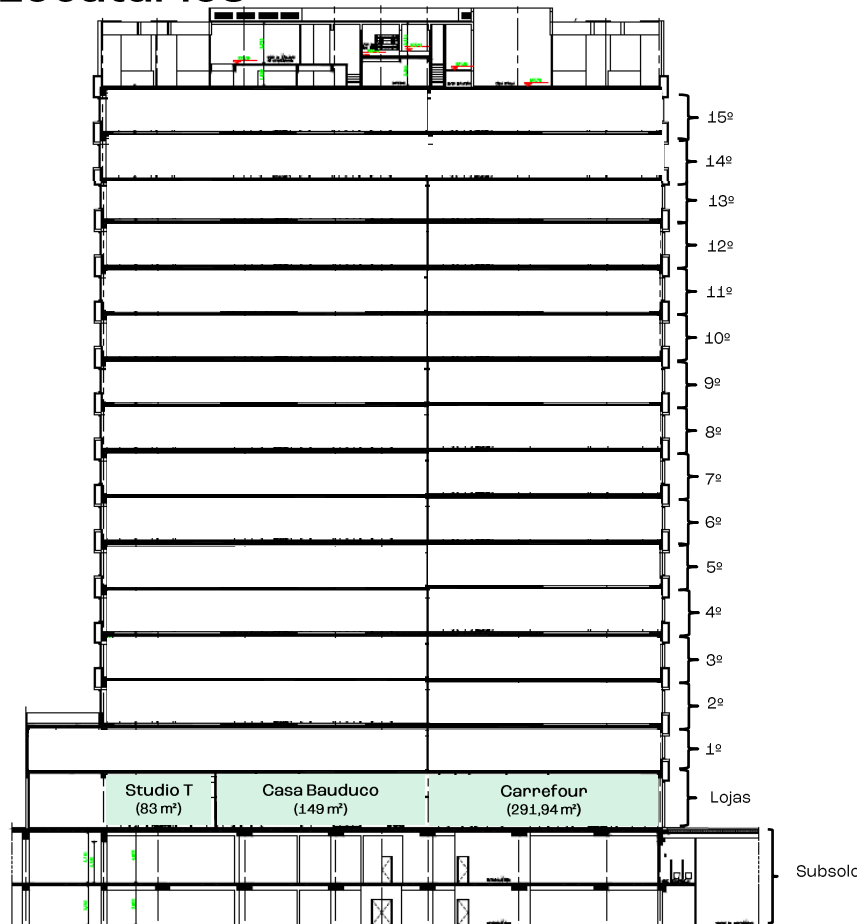 Locatários
15º
14º
13º
12º
11º
10º
9º
8º
7º
6º
5º
4º
3º
2º
1º
Studio T
(83 m²)
Casa Bauduco
(149 m²)
Carrefour
(291,94 m²)
Lojas
Subsolo